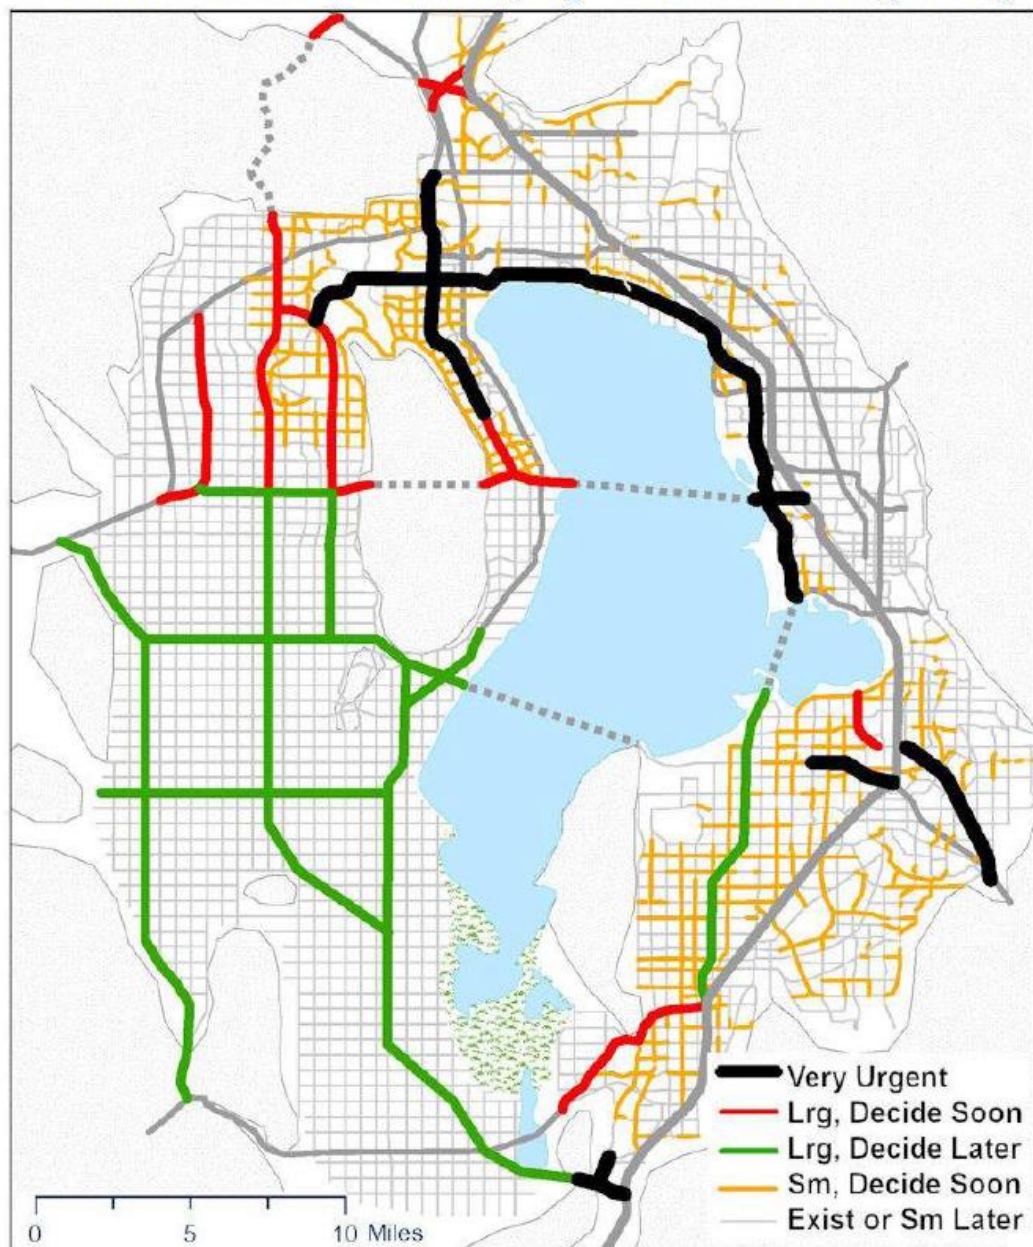 Very Urgent
Lrg, Decide Soon
Lrg, Decide Later
Sm, Decide Soon
Exist or Sm Later
0 5 10 Miles